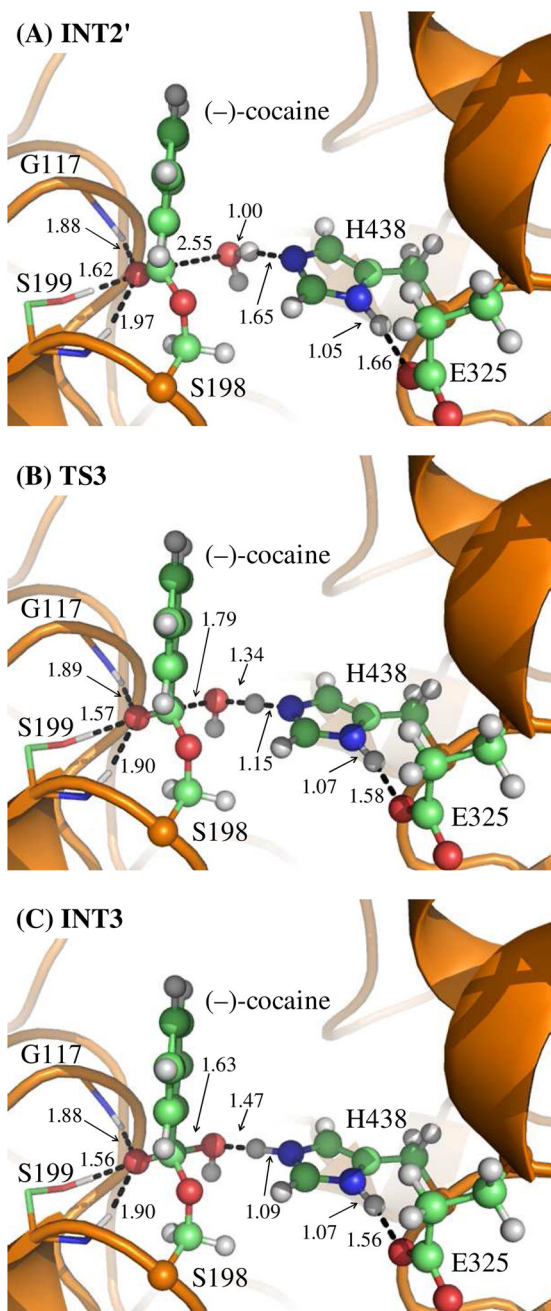 (A) INT2'
(–)-cocaine
G117
1.00
2.55
H438
1.88
S199
1.62
1.65
1.97
1.05
1.66
E325
S198
(B) TS3
(–)-cocaine
G117
1.79
1.34
H438
1.89
S199
1.57
1.15
1.90
1.07
1.58
E325
S198
(C) INT3
(–)-cocaine
G117
1.63
1.47
H438
1.88
S199
1.56
1.09
1.90
1.07
1.56
E325
S198